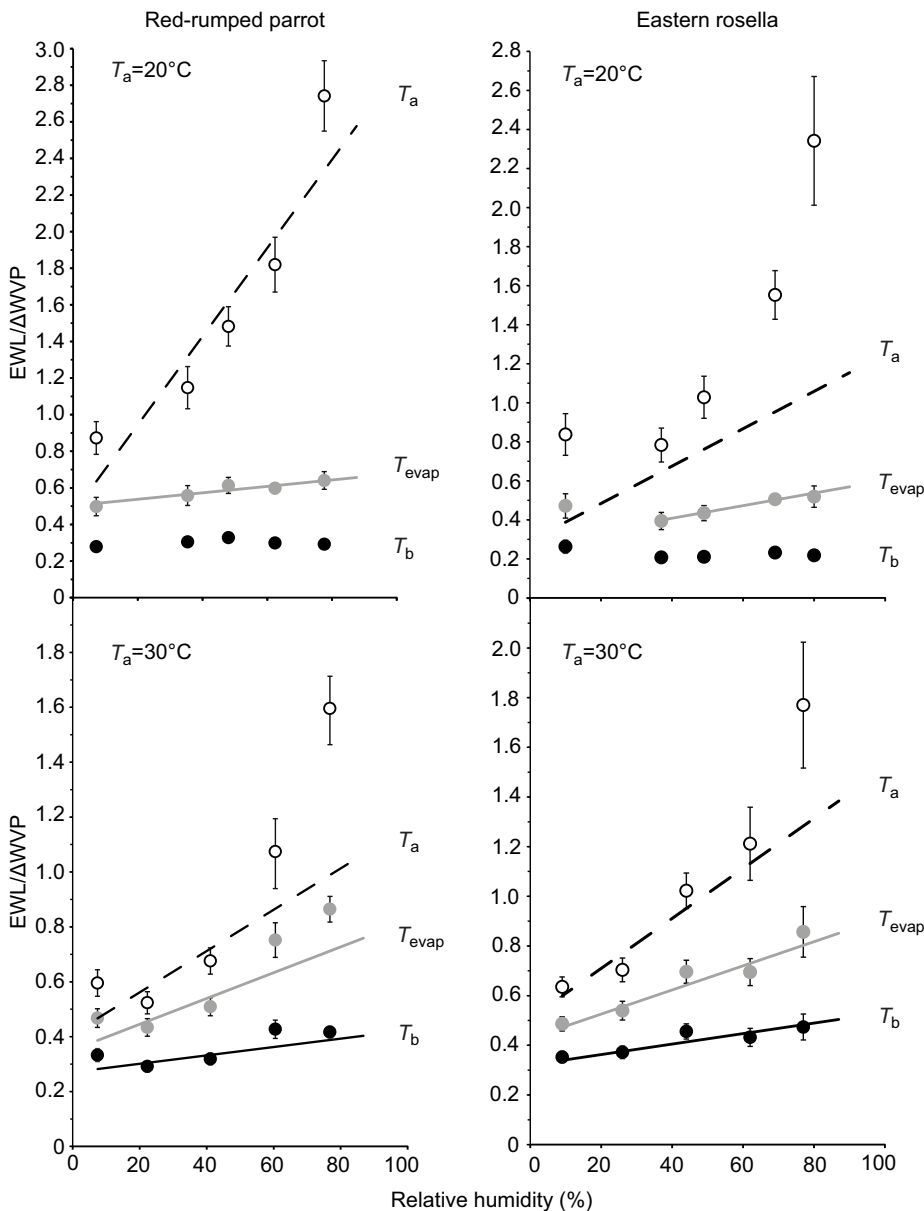 Red-rumped parrot
Eastern rosella
3.0
2.8
2.6
2.4
2.2
2.0
1.8
1.6
1.4
1.2
1.0
0.8
0.6
0.4
0.2
0
EWL/ΔWVP
Ta=20°C
Ta
Tevap
Tb
2.8
2.6
2.4
2.2
2.0
1.8
1.6
1.4
1.2
1.0
0.8
0.6
0.4
0.2
0
Ta=20°C
Ta
Tevap
Tb
1.8
1.6
1.4
1.2
1.0
0.8
0.6
0.4
0.2
0
EWL/ΔWVP
Ta=30°C
Ta
Tevap
Tb
0 20 40 60 80 100
2.0
1.8
1.6
1.4
1.2
1.0
0.8
0.6
0.4
0.2
0
Ta=30°C
Ta
Tevap
Tb
0 20 40 60 80 100
Relative humidity (%)